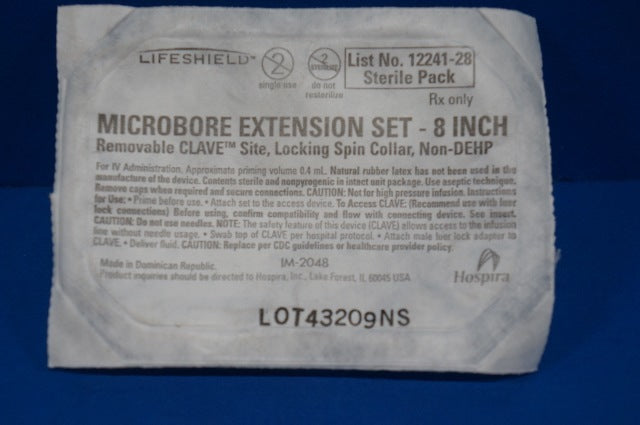 LIFESHIELD™
2
single use
2
STERILIZE
do not
resterilize
List No. 12241-28
Sterile Pack
Rx only
MICROBORE EXTENSION SET - 8 INCH
Removable CLAVE™ Site, Locking Spin Collar, Non-DEHP
For IV Administration. Approximate priming volume 0.4 mL. Natural rubber latex has not been used in the
manufacture of the device. Contents sterile and nonpyrogenic in intact unit package. Use aseptic technique.
Remove caps when required and secure connections. CAUTION: Not for high pressure infusion. Instructions
for Use: • Prime before use. • Attach set to the access device. To Access CLAVE: (Recommend use with luer
lock connections) Before using, confirm compatibility and flow with connecting device. See insert.
CAUTION: Do not use needles. NOTE: The safety feature of this device (CLAVE) allows access to the infusion
line without needle usage. • Swab top of CLAVE per hospital protocol. • Attach male luer lock adapter to
CLAVE. • Deliver fluid. CAUTION: Replace per CDC guidelines or healthcare provider policy.
Made in Dominican Republic.
IM-2048
Product inquiries should be directed to Hospira, Inc., Lake Forest, IL 60045 USA
Hospira
LOT43209NS